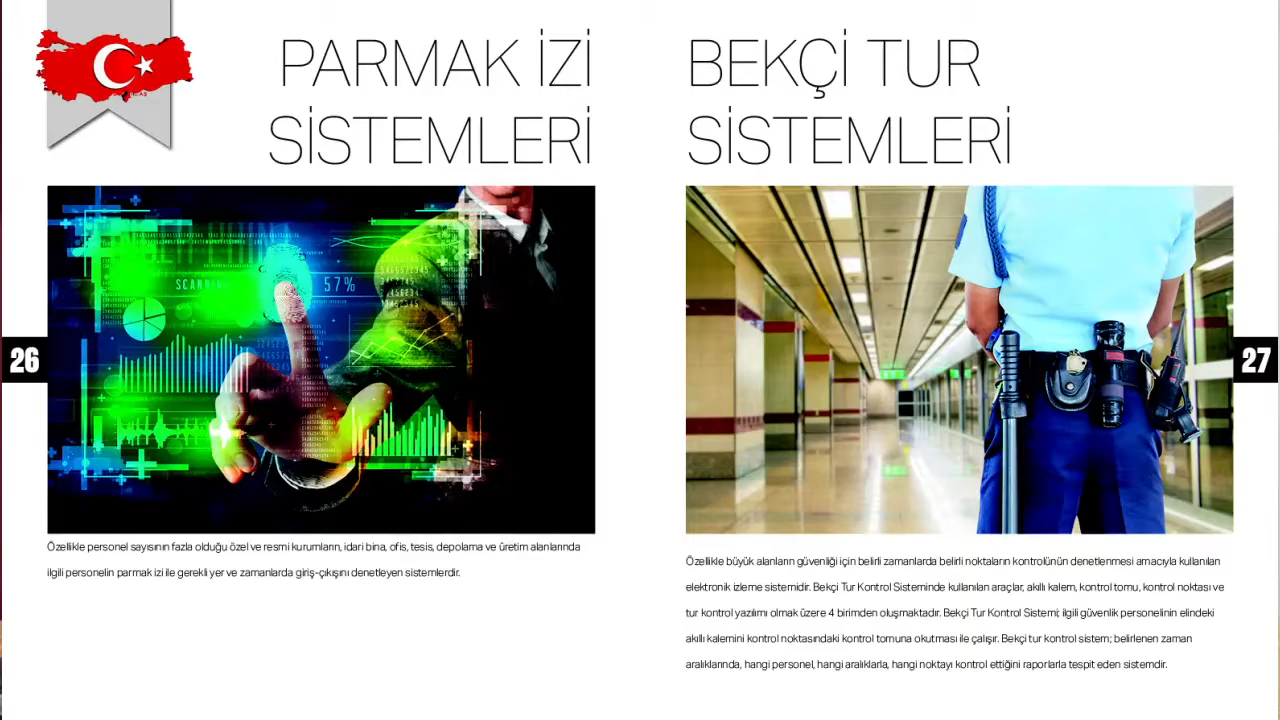 PARMAK İZİ
SİSTEMLERİ
SCANNING
57%
26
Özellikle personel sayısının fazla olduğu özel ve resmi kurumların, idari bina, ofis, tesis, depolama ve üretim alanlarında
ilgili personelin parmak izi ile gerekli yer ve zamanlarda giriş-çıkışını denetleyen sistemlerdir.
BEKÇİ TUR
SİSTEMLERİ
27
Özellikle büyük alanların güvenliği için belirli zamanlarda belirli noktaların kontrolünün denetlenmesi amacıyla kullanılan
elektronik izleme sistemidir. Bekçi Tur Kontrol Sisteminde kullanılan araçlar, akıllı kalem, kontrol tomu, kontrol noktası ve
tur kontrol yazılımı olmak üzere 4 birimden oluşmaktadır. Bekçi Tur Kontrol Sistemi; ilgili güvenlik personelinin elindeki
akıllı kalemini kontrol noktasındaki kontrol tomuna okutması ile çalışır. Bekçi tur kontrol sistem; belirlenen zaman
aralıklarında, hangi personel, hangi aralıklarla, hangi noktayı kontrol ettiğini raporlarla tespit eden sistemdir.